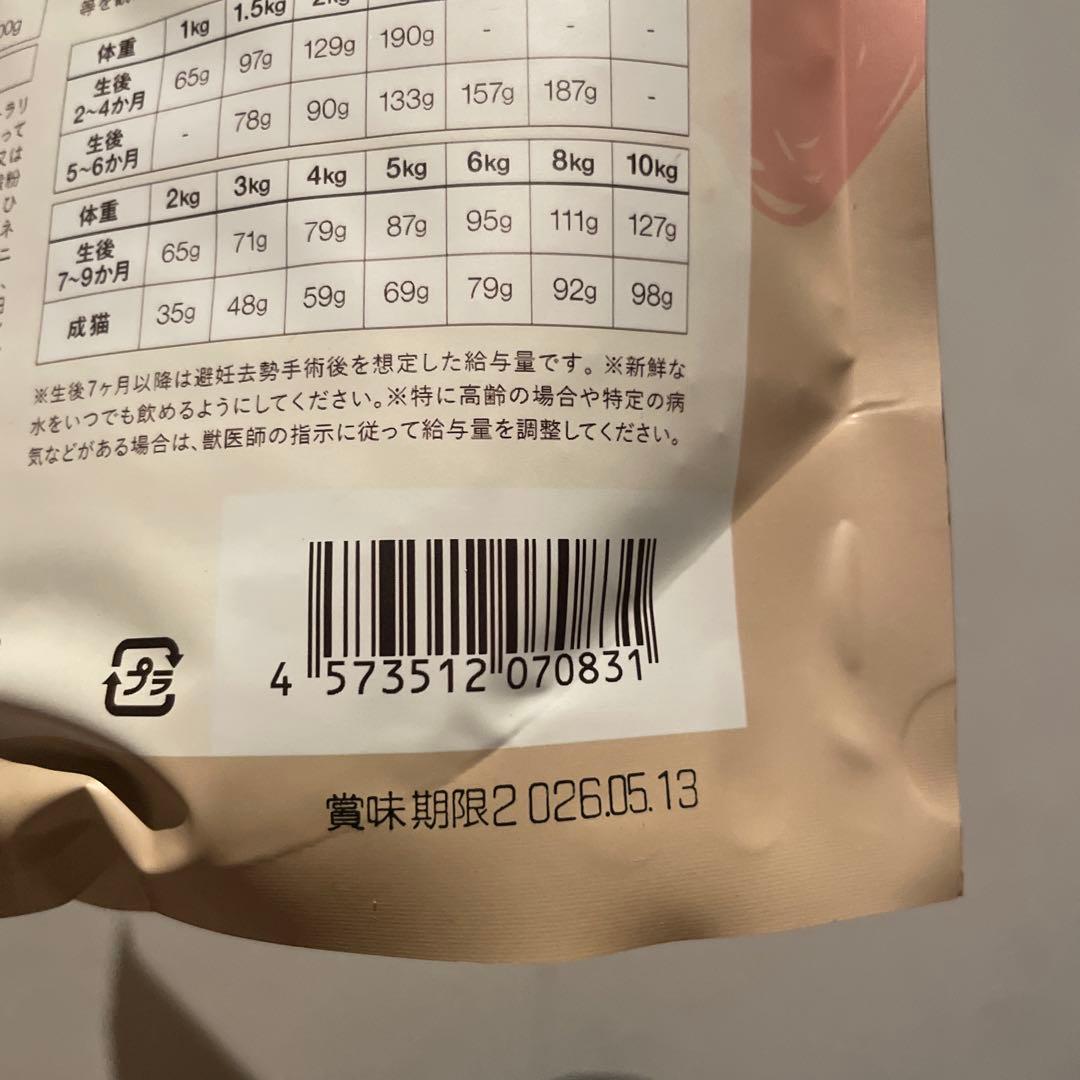 体重 1kg 1.5kg
生後2~4か月 65g 97g 129g 190g - - -
生後5~6か月 - 78g 90g 133g 157g 187g -
体重 2kg 3kg 4kg 5kg 6kg 8kg 10kg
生後7~9か月 65g 71g 79g 87g 95g 111g 127g
成猫 35g 48g 59g 69g 79g 92g 98g
※生後7ヶ月以降は避妊去勢手術後を想定した給与量です。※新鮮な
水をいつでも飲めるようにしてください。※特に高齢の場合や特定の病
気などがある場合は、獣医師の指示に従って給与量を調整してください。
プラ
4 573512 070831
賞味期限2026.05.13